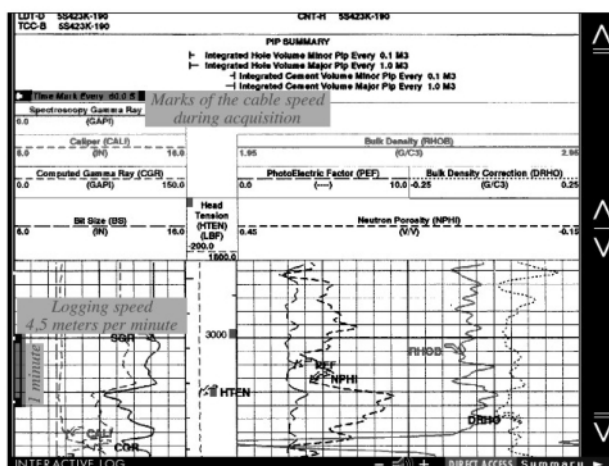 LDT-D 5S423K-190 CNT-H 5S423K-190
TCC-B 5S423K-190
PIP SUMMARY
Integrated Hole Volume Minor Pip Every 0.1 M3
Integrated Hole Volume Major Pip Every 1.0 M3
Integrated Cement Volume Minor Pip Every 0.1 M3
Integrated Cement Volume Major Pip Every 1.0 M3
Time Mark Every 60.0 S
Marks of the cable speed
during acquisition
Spectroscopy Gamma Ray
0.0 (GAPI)
Caliper (CALI) Bulk Density (RHOB)
6.0 (IN) 16.0 1.95 (G/C3) 2.95
Computed Gamma Ray (CGR) PhotoElectric Factor (PEF) Bulk Density Correction (DRHO)
0.0 (GAPI) 150.0 0.0 (----) 10.0 -0.25 (G/C3) 0.25
Head
Tension
(HTEN)
(LBF)
Bit Size (BS) Neutron Porosity (NPHI)
6.0 (IN) 16.0 0.45 (V/V) -0.15
-200.0
1800.0
Logging speed
4,5 meters per minute
SGR
3000
RHOB
PEF
NPHI
1 minute
HTEN
DRHO
CALI
CGR
INTERACTIVE LOG DIRECT ACCESS Summary